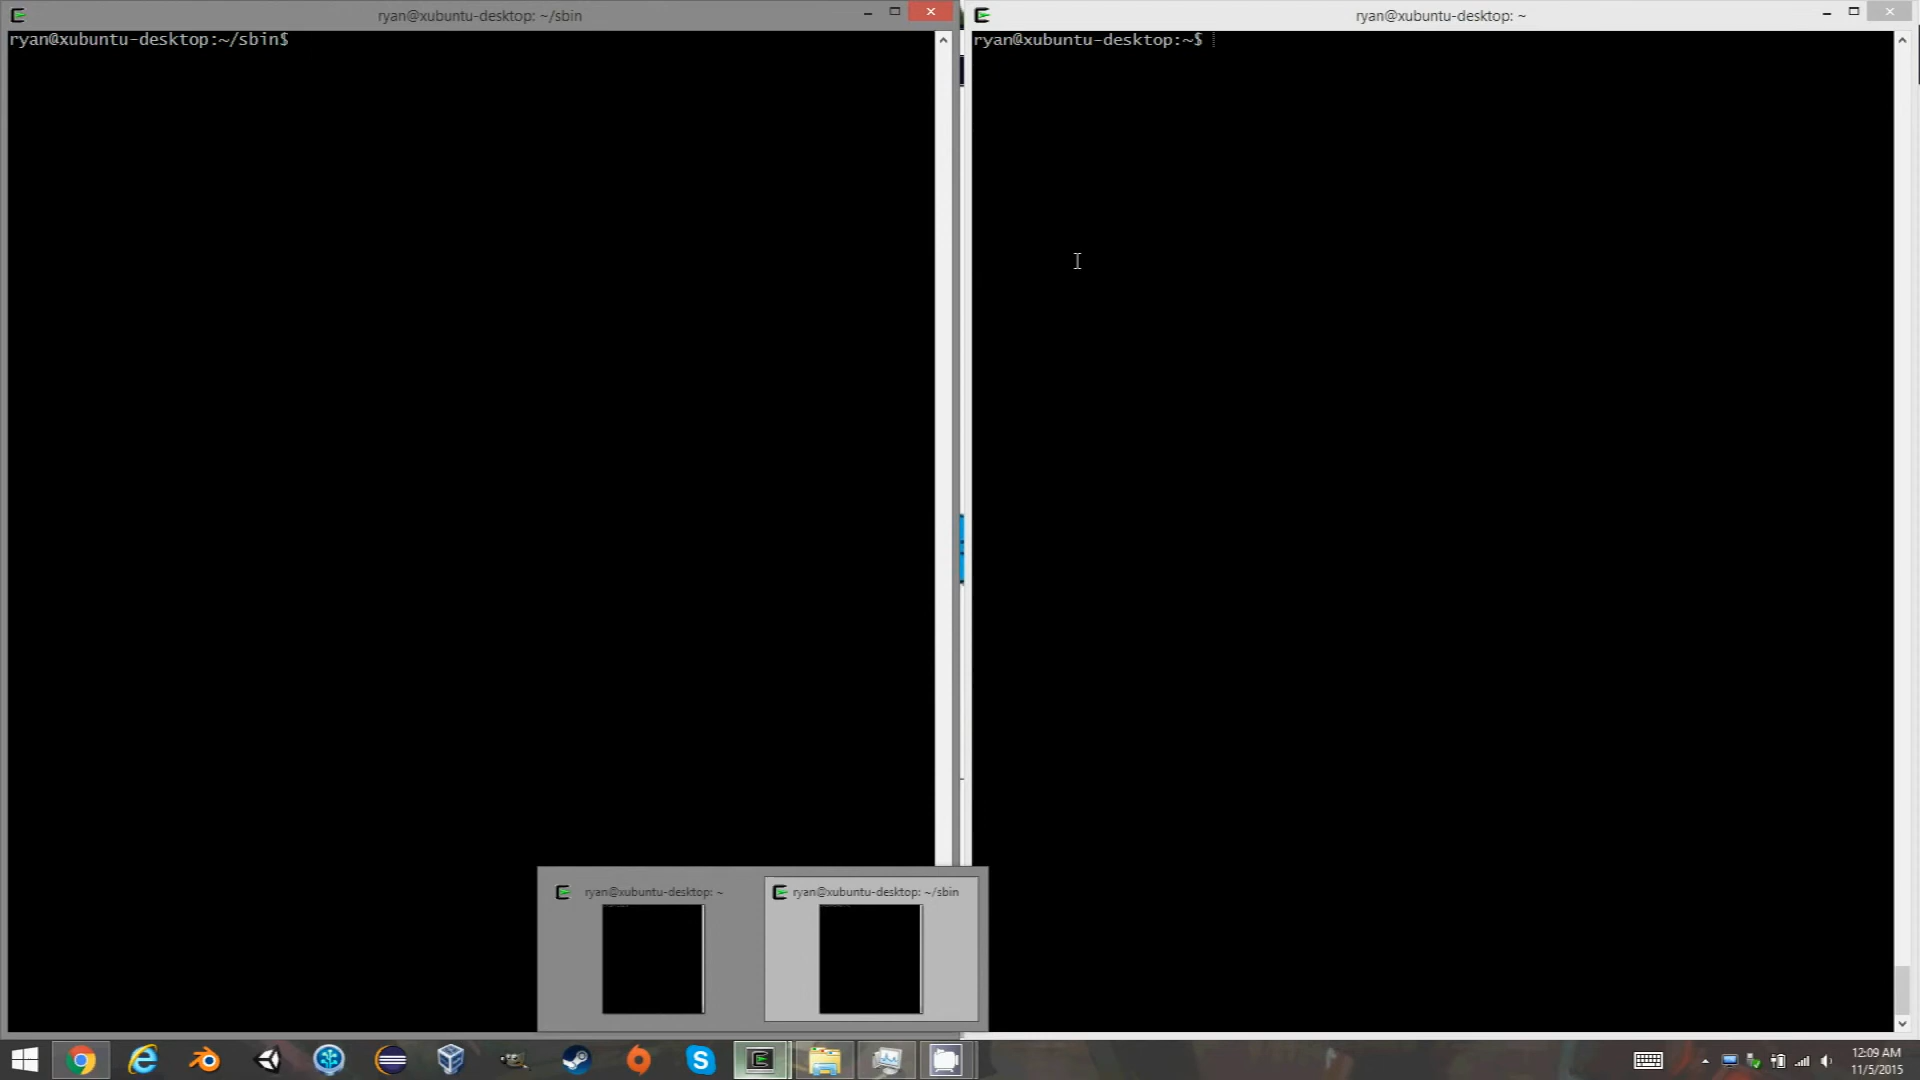 ryan@xubuntu-desktop: ~/sbin
ryan@xubuntu-desktop: ~
ryan@xubuntu-desktop:~/sbin$
ryan@xubuntu-desktop:~$
ryan@xubuntu-desktop: ~
ryan@xubuntu-desktop: ~/sbin
12:09 AM
11/5/2015